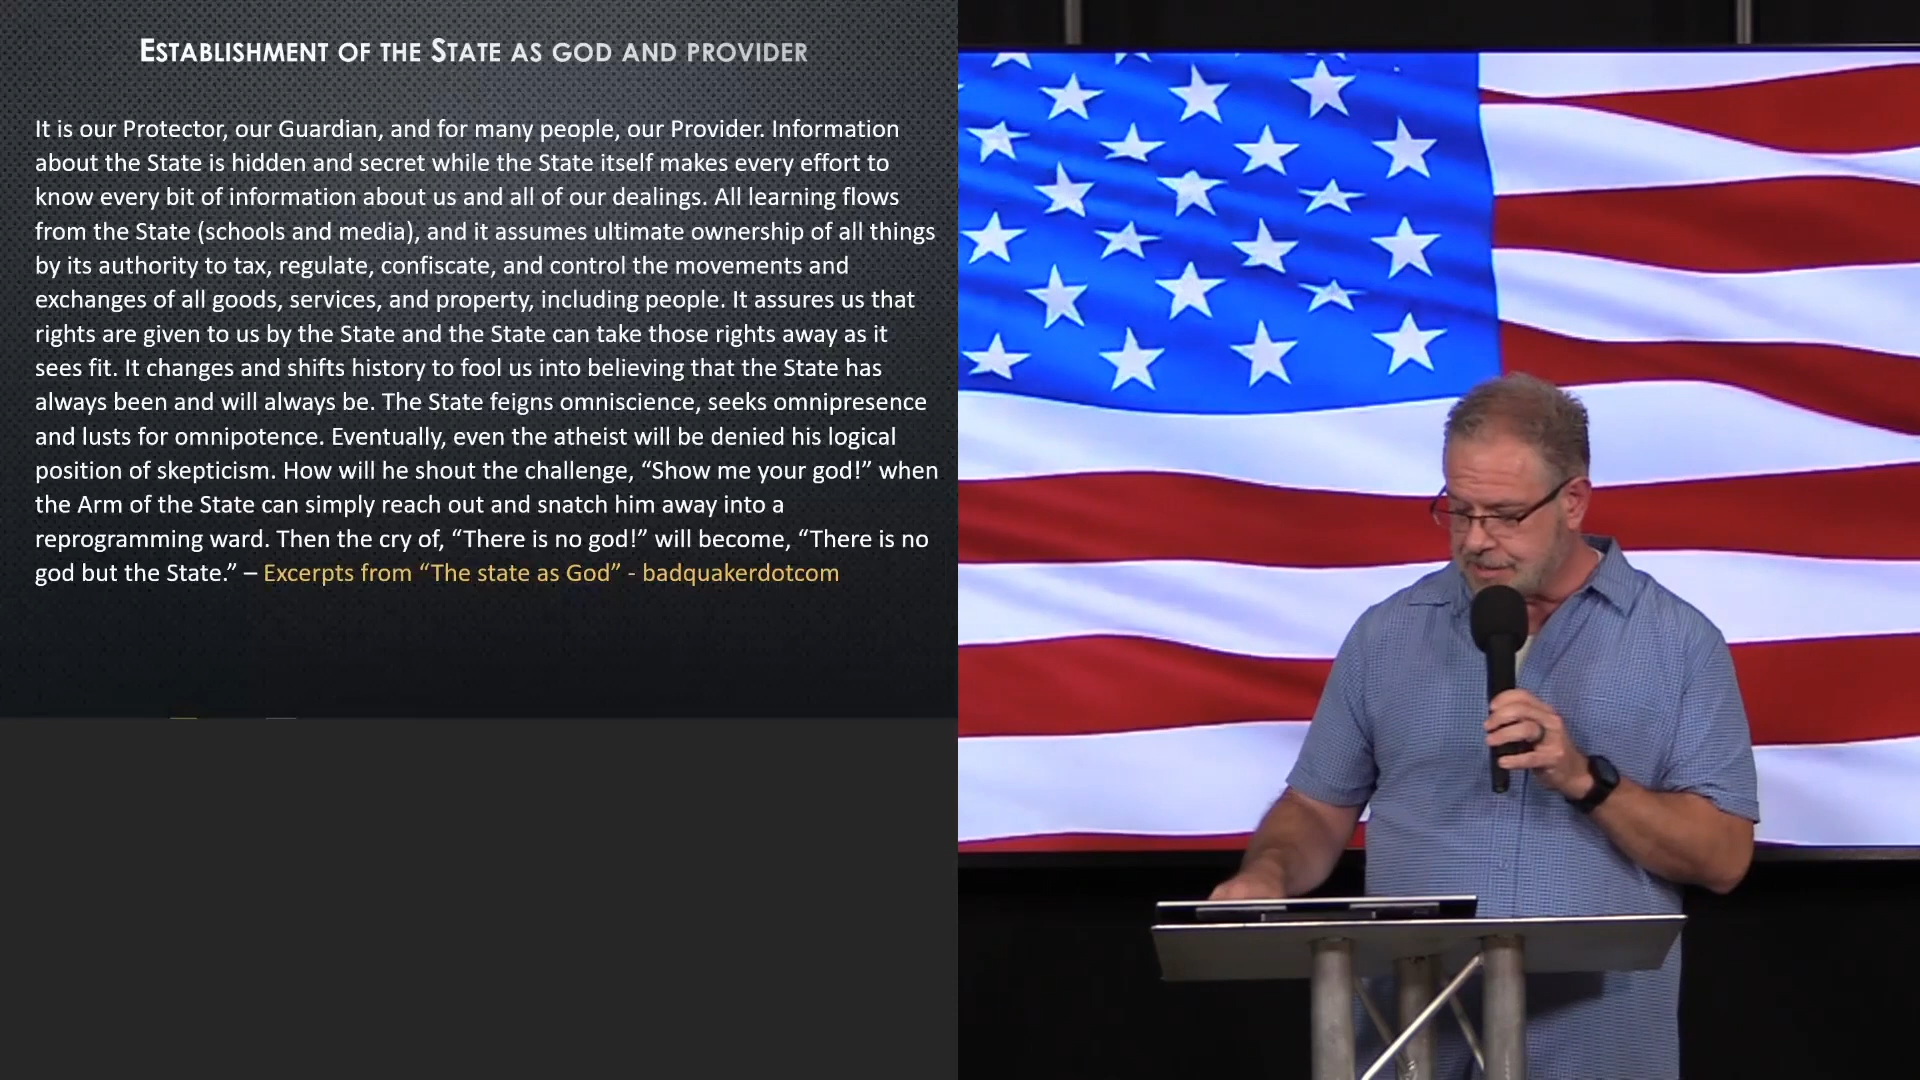 Establishment of the State as god and provider
It is our Protector, our Guardian, and for many people, our Provider. Information
about the State is hidden and secret while the State itself makes every effort to
know every bit of information about us and all of our dealings. All learning flows
from the State (schools and media), and it assumes ultimate ownership of all things
by its authority to tax, regulate, confiscate, and control the movements and
exchanges of all goods, services, and property, including people. It assures us that
rights are given to us by the State and the State can take those rights away as it
sees fit. It changes and shifts history to fool us into believing that the State has
always been and will always be. The State feigns omniscience, seeks omnipresence
and lusts for omnipotence. Eventually, even the atheist will be denied his logical
position of skepticism. How will he shout the challenge, “Show me your god!” when
the Arm of the State can simply reach out and snatch him away into a
reprogramming ward. Then the cry of, “There is no god!” will become, “There is no
god but the State.” – Excerpts from “The state as God” - badquakerdotcom